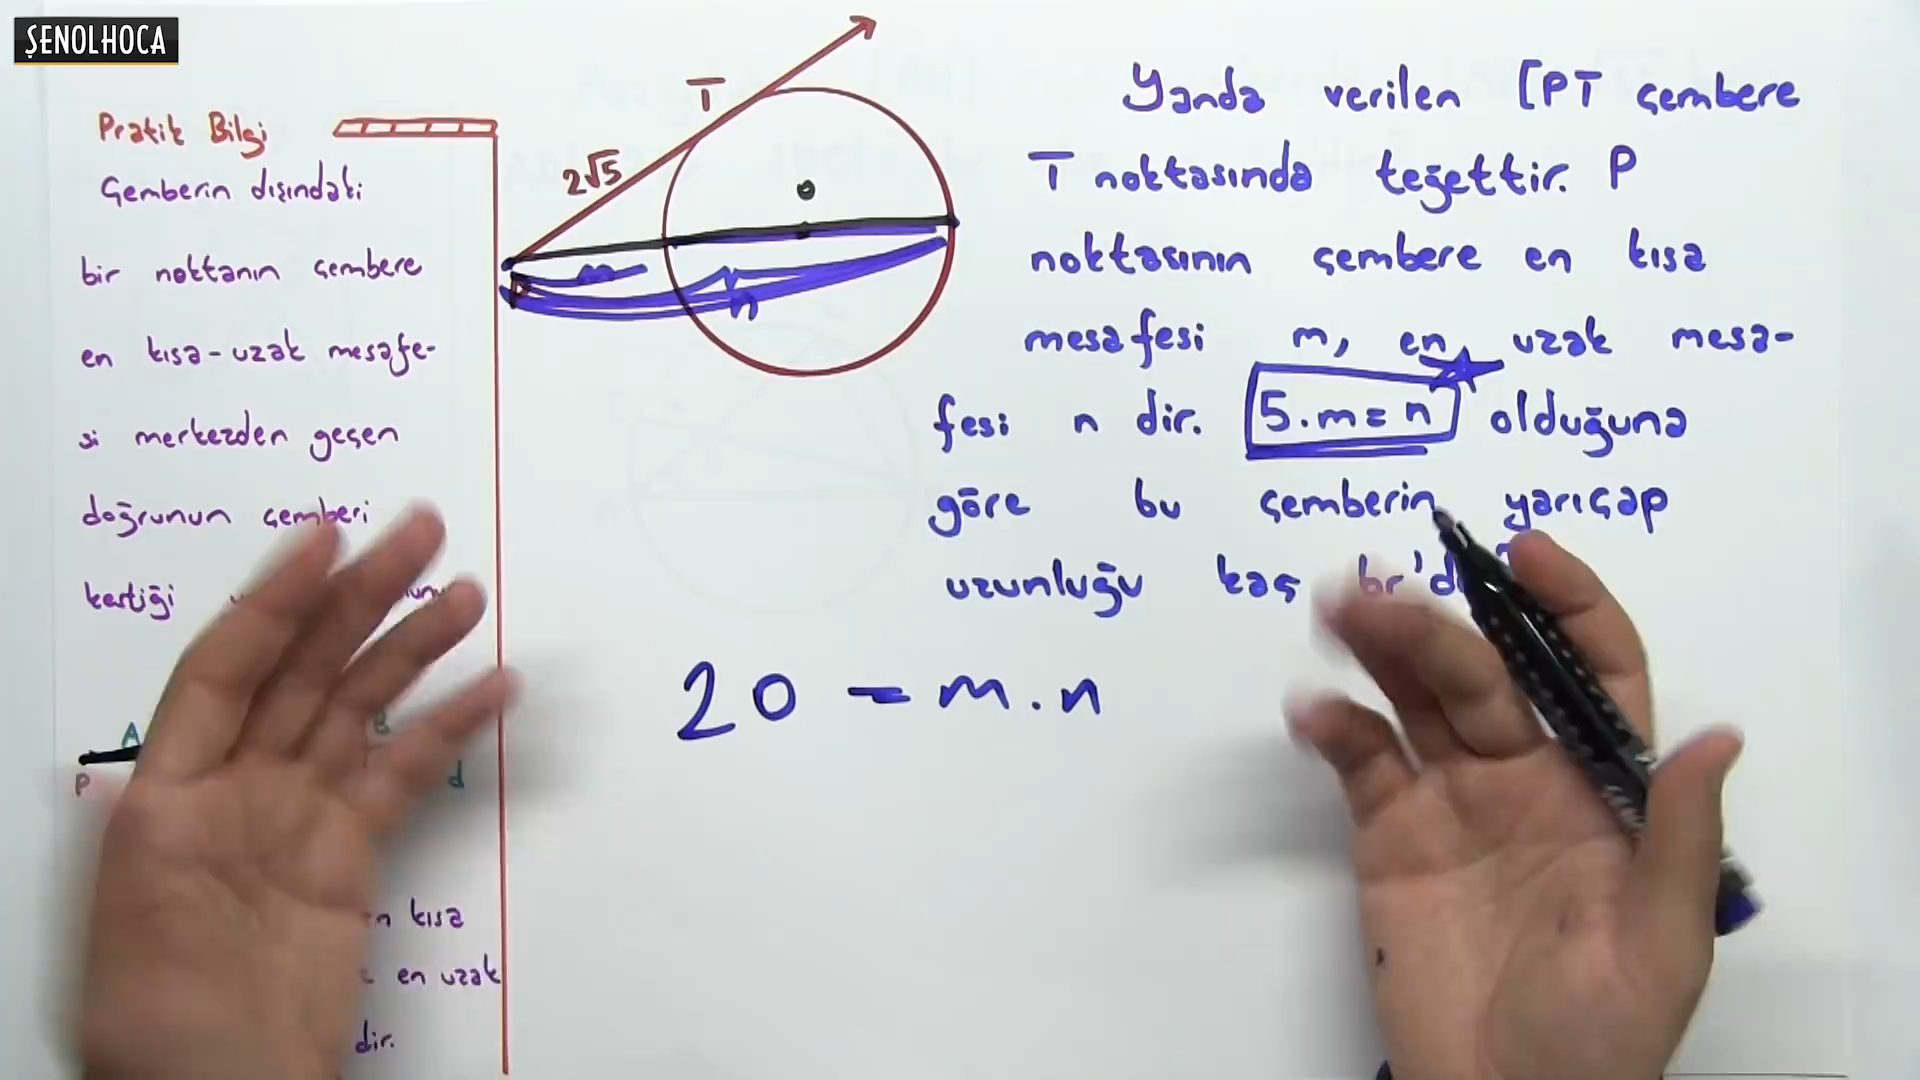 ŞENOLHOCA
Pratik Bilgi
Çemberin dışındaki
bir noktanın çembere
en kısa-uzak mesafe-
si merkezden geçen
doğrunun çemberi
kestiği
A
B
P
d
kısa
en uzak
dir.
T
2√5
O
m
n
Yanda verilen [PT çembere
T noktasında teğettir. P
noktasının çembere en kısa
mesafesi m, en uzak mesa-
fesi n dir. 5.m = n olduğuna
göre bu çemberin yarıçap
uzunluğu kaç br'd
20 = m.n